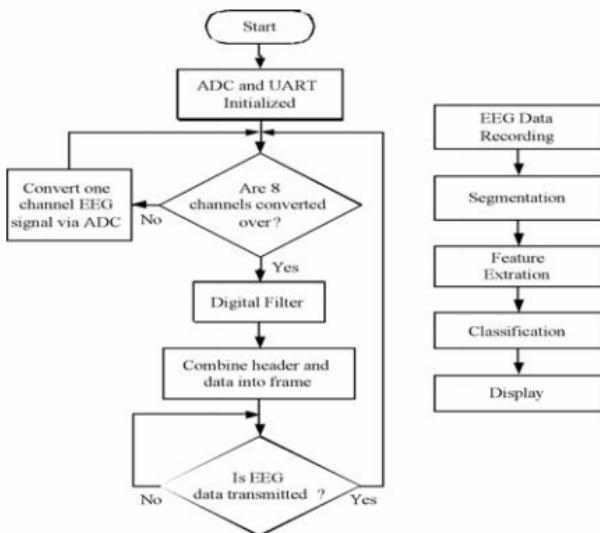 Start
ADC and UART
Initialized
Convert one
channel EEG
signal via ADC
No
Are 8
channels converted
over ?
Yes
Digital Filter
Combine header and
data into frame
Is EEG
data transmitted ?
No
Yes
EEG Data
Recording
Segmentation
Feature
Extration
Classification
Display